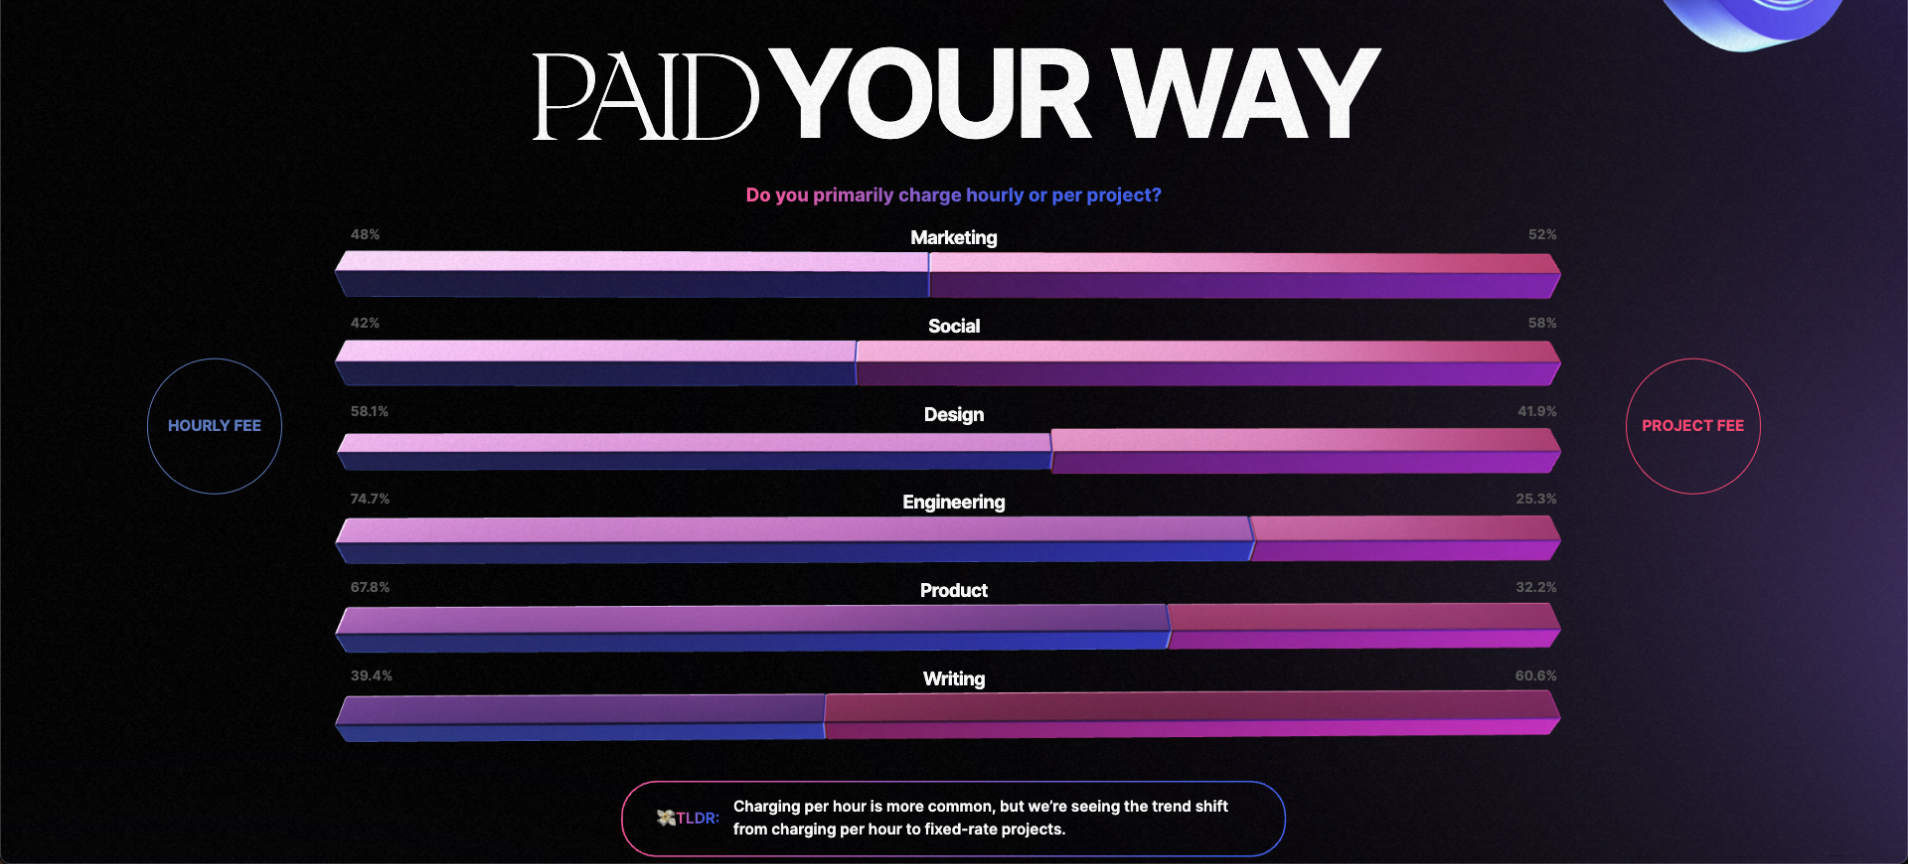 PAID YOUR WAY
Do you primarily charge hourly or per project?
48% Marketing 52%
42% Social 58%
HOURLY FEE
58.1% Design 41.9%
PROJECT FEE
74.7% Engineering 25.3%
67.8% Product 32.2%
39.4% Writing 60.6%
💸TLDR: Charging per hour is more common, but we’re seeing the trend shift
from charging per hour to fixed-rate projects.